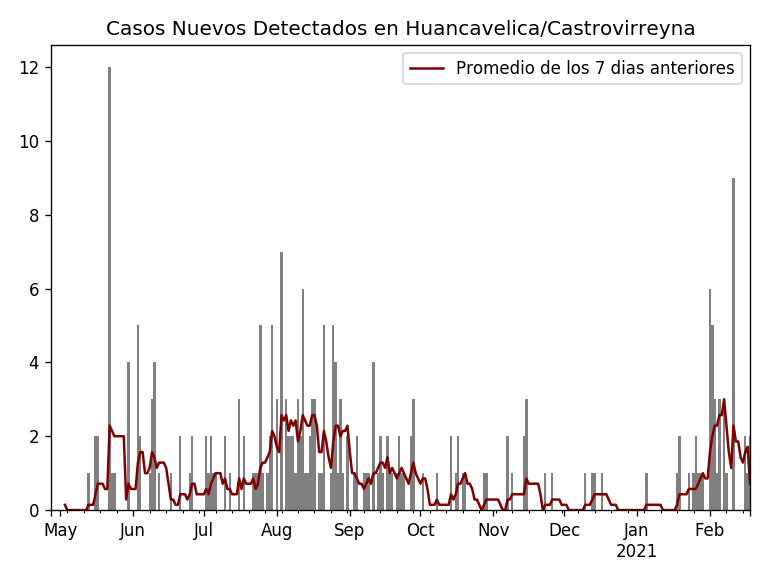 Casos Nuevos Detectados en Huancavelica/Castrovirreyna
Promedio de los 7 dias anteriores
12
10
8
6
4
2
0
May Jun Jul Aug Sep Oct Nov Dec Jan Feb
2021